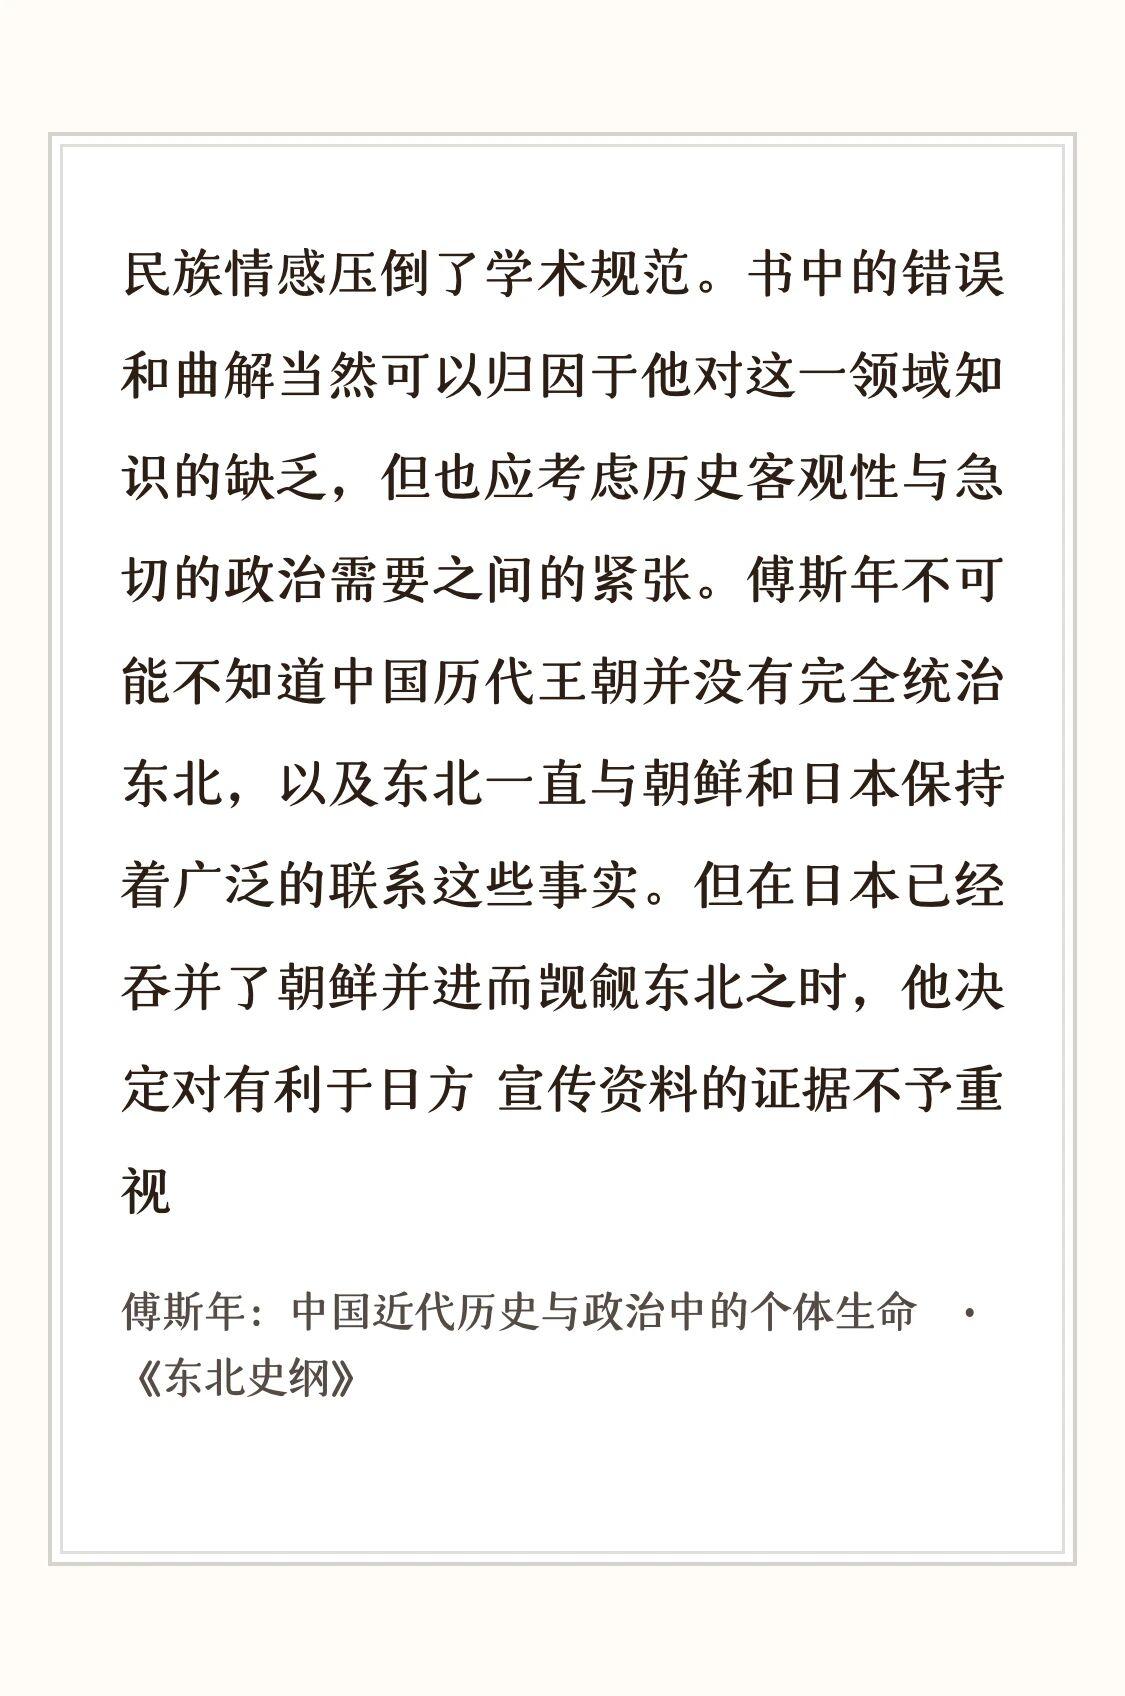 民族情感压倒了学术规范。书中的错误
和曲解当然可以归因于他对这一领域知
识的缺乏，但也应考虑历史客观性与急
切的政治需要之间的紧张。傅斯年不可
能不知道中国历代王朝并没有完全统治
东北，以及东北一直与朝鲜和日本保持
着广泛的联系这些事实。但在日本已经
吞并了朝鲜并进而觊觎东北之时，他决
定对有利于日方 宣传资料的证据不予重
视
傅斯年：中国近代历史与政治中的个体生命 ·
《东北史纲》